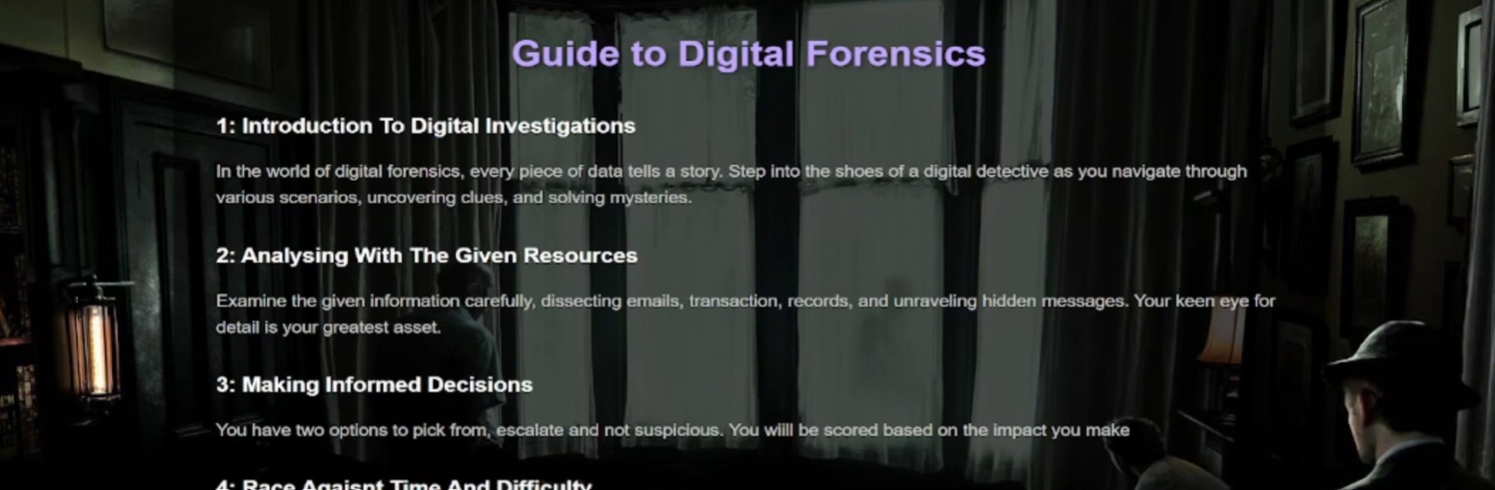 Guide to Digital Forensics
1: Introduction To Digital Investigations
In the world of digital forensics, every piece of data tells a story. Step into the shoes of a digital detective as you navigate through
various scenarios, uncovering clues, and solving mysteries.
2: Analysing With The Given Resources
Examine the given information carefully, dissecting emails, transaction, records, and unraveling hidden messages. Your keen eye for
detail is your greatest asset.
3: Making Informed Decisions
You have two options to pick from, escalate and not suspicious. You wiill be scored based on the impact you make
4: Race Agaisnt Time And Difficulty